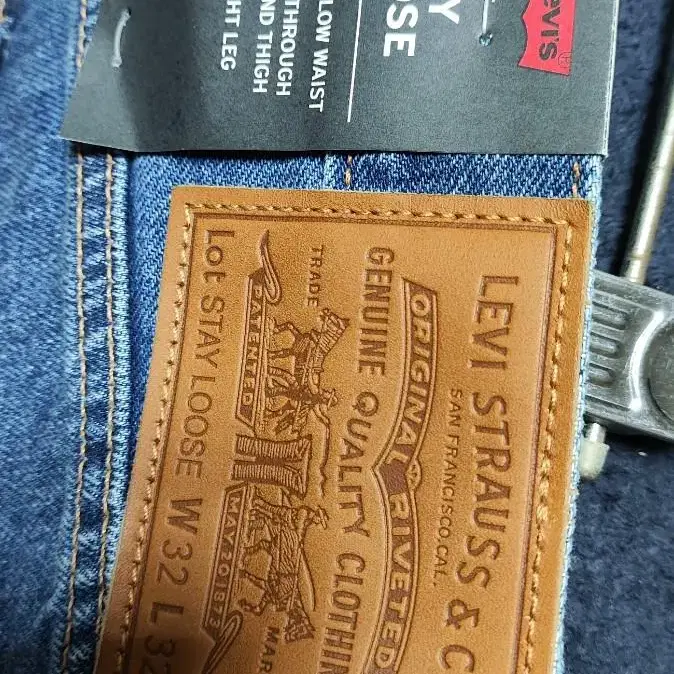 Levi's
®
Y
OSE
LOW WAIST
THROUGH
ND THIGH
HT LEG
LEVI STRAUSS & C
SAN FRANCISCO, CAL.
ORIGINAL RIVETED
GENUINE QUALITY CLOTHIN
TRADE MAR
PATENTED MAY 20 1873
Lot STAY LOOSE W 32 L 32